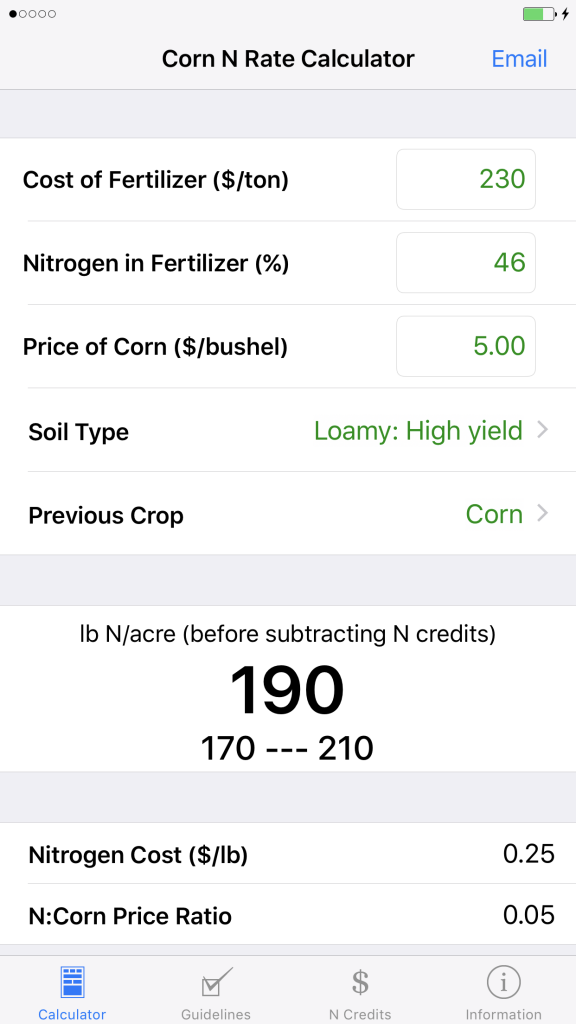 Corn N Rate Calculator Email
Cost of Fertilizer ($/ton) 230
Nitrogen in Fertilizer (%) 46
Price of Corn ($/bushel) 5.00
Soil Type Loamy: High yield
Previous Crop Corn
lb N/acre (before subtracting N credits)
190
170 --- 210
Nitrogen Cost ($/lb) 0.25
N:Corn Price Ratio 0.05
$ i
Calculator Guidelines N Credits Information